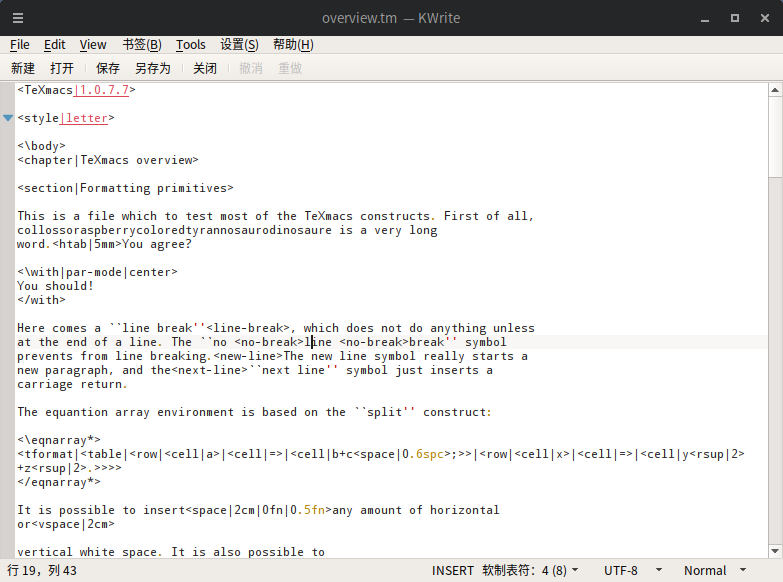 overview.tm — KWrite
File Edit View 书签(B) Tools 设置(S) 帮助(H)
新建 打开 保存 另存为 关闭 撤消 重做
<TeXmacs|1.0.7.7>
<style|letter>
<\body>
<chapter|TeXmacs overview>
<section|Formatting primitives>
This is a file which to test most of the TeXmacs constructs. First of all,
collossoraspberrycoloredtyrannosaurodinosaure is a very long
word.<htab|5mm>You agree?
<\with|par-mode|center>
You should!
</with>
Here comes a ``line break''<line-break>, which does not do anything unless
at the end of a line. The ``no <no-break>line <no-break>break'' symbol
prevents from line breaking.<new-line>The new line symbol really starts a
new paragraph, and the<next-line>``next line'' symbol just inserts a
carriage return.
The equantion array environment is based on the ``split'' construct:
<\eqnarray*>
<tformat|<table|<row|<cell|a>|<cell|=>|<cell|b+c<space|0.6spc>;>>|<row|<cell|x>|<cell|=>|<cell|y<rsup|2>
+z<rsup|2>.>>>>
</eqnarray*>
It is possible to insert<space|2cm|0fn|0.5fn>any amount of horizontal
or<vspace|2cm>
vertical white space. It is also possible to
行 19，列 43 INSERT 软制表符：4 (8) UTF-8 Normal